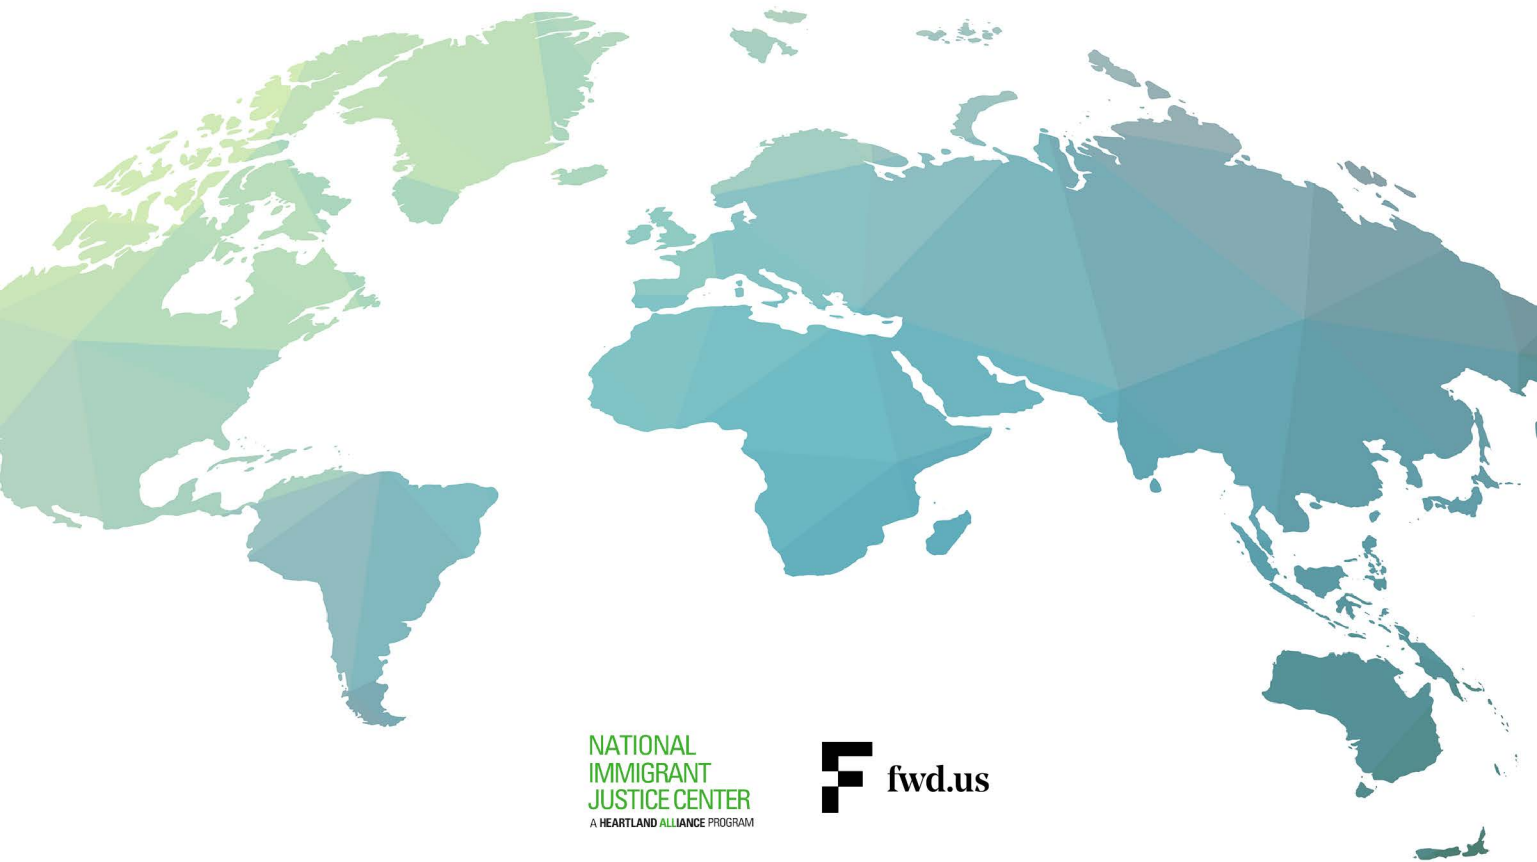 NATIONAL
IMMIGRANT
JUSTICE CENTER
A HEARTLAND ALLIANCE PROGRAM
fwd.us